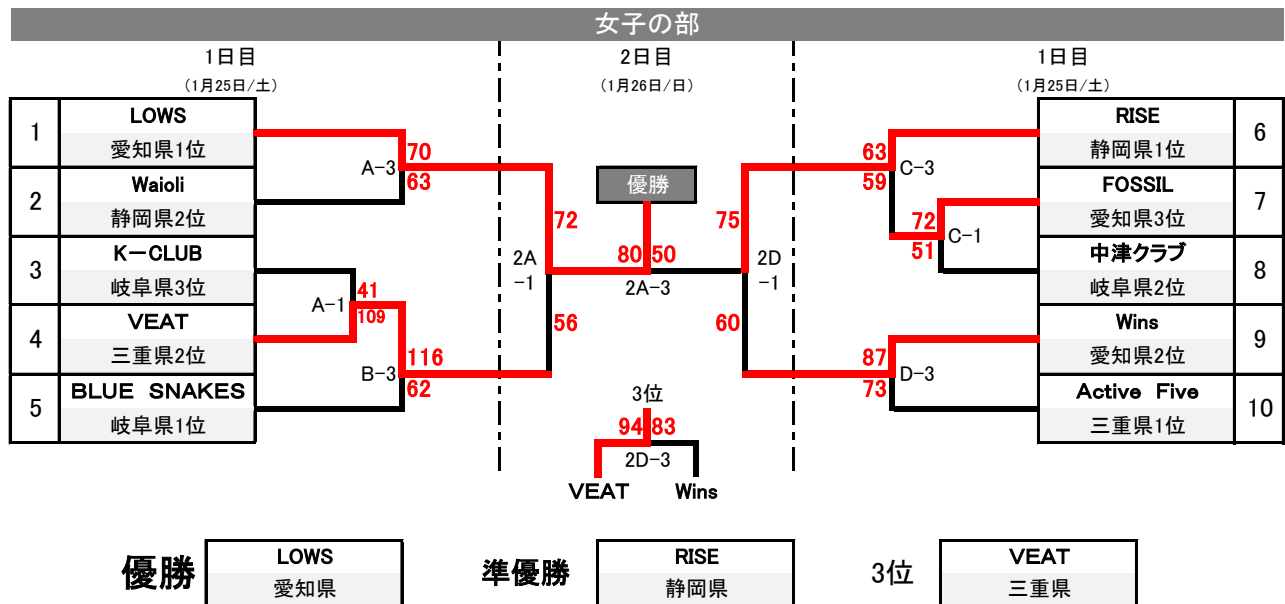 女子の部
1日目
（1月25日/土）
2日目
（1月26日/日）
1日目
（1月25日/土）
1
LOWS
愛知県1位
2
Waioli
静岡県2位
3
K－CLUB
岐阜県3位
4
VEAT
三重県2位
5
BLUE SNAKES
岐阜県1位
A-3
70
63
A-1
41
109
B-3
116
62
2A
-1
72
56
優勝
80
50
2A-3
75
60
2D
-1
3位
94
83
2D-3
VEAT
Wins
63
59
C-3
72
51
C-1
87
73
D-3
RISE
静岡県1位
6
FOSSIL
愛知県3位
7
中津クラブ
岐阜県2位
8
Wins
愛知県2位
9
Active Five
三重県1位
10
優勝
LOWS
愛知県
準優勝
RISE
静岡県
3位
VEAT
三重県